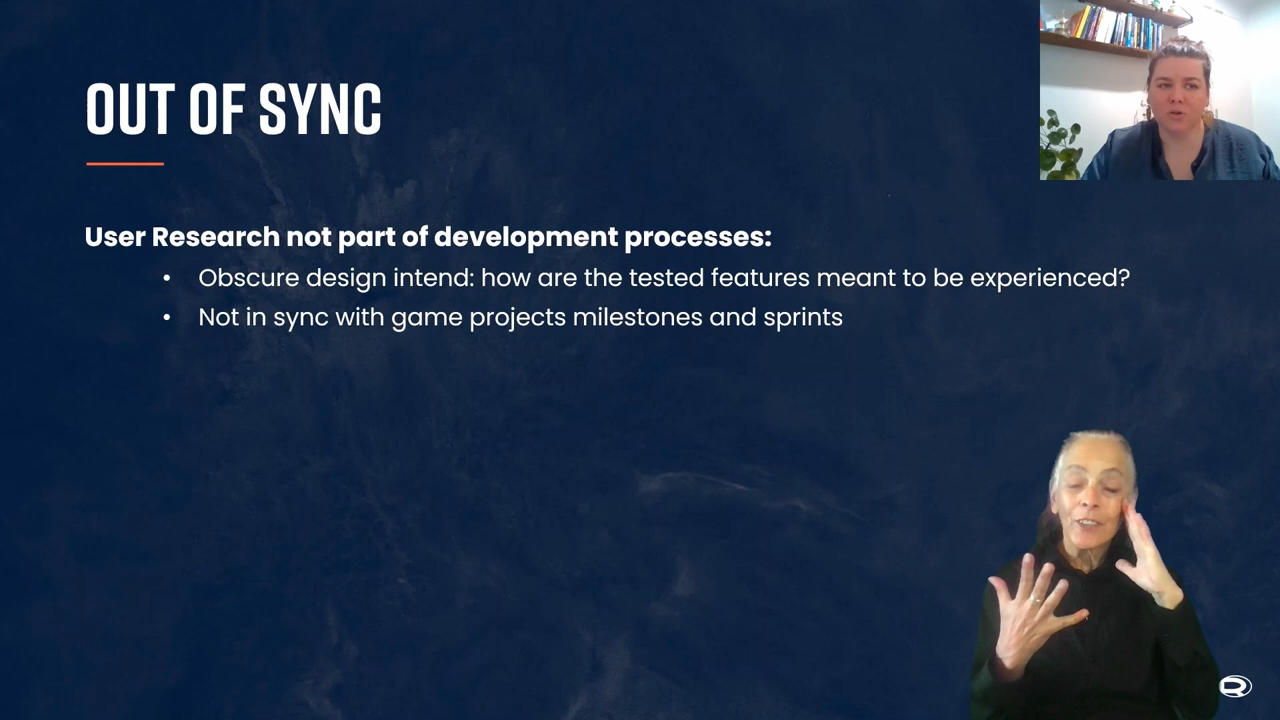 OUT OF SYNC
User Research not part of development processes:
• Obscure design intend: how are the tested features meant to be experienced?
• Not in sync with game projects milestones and sprints